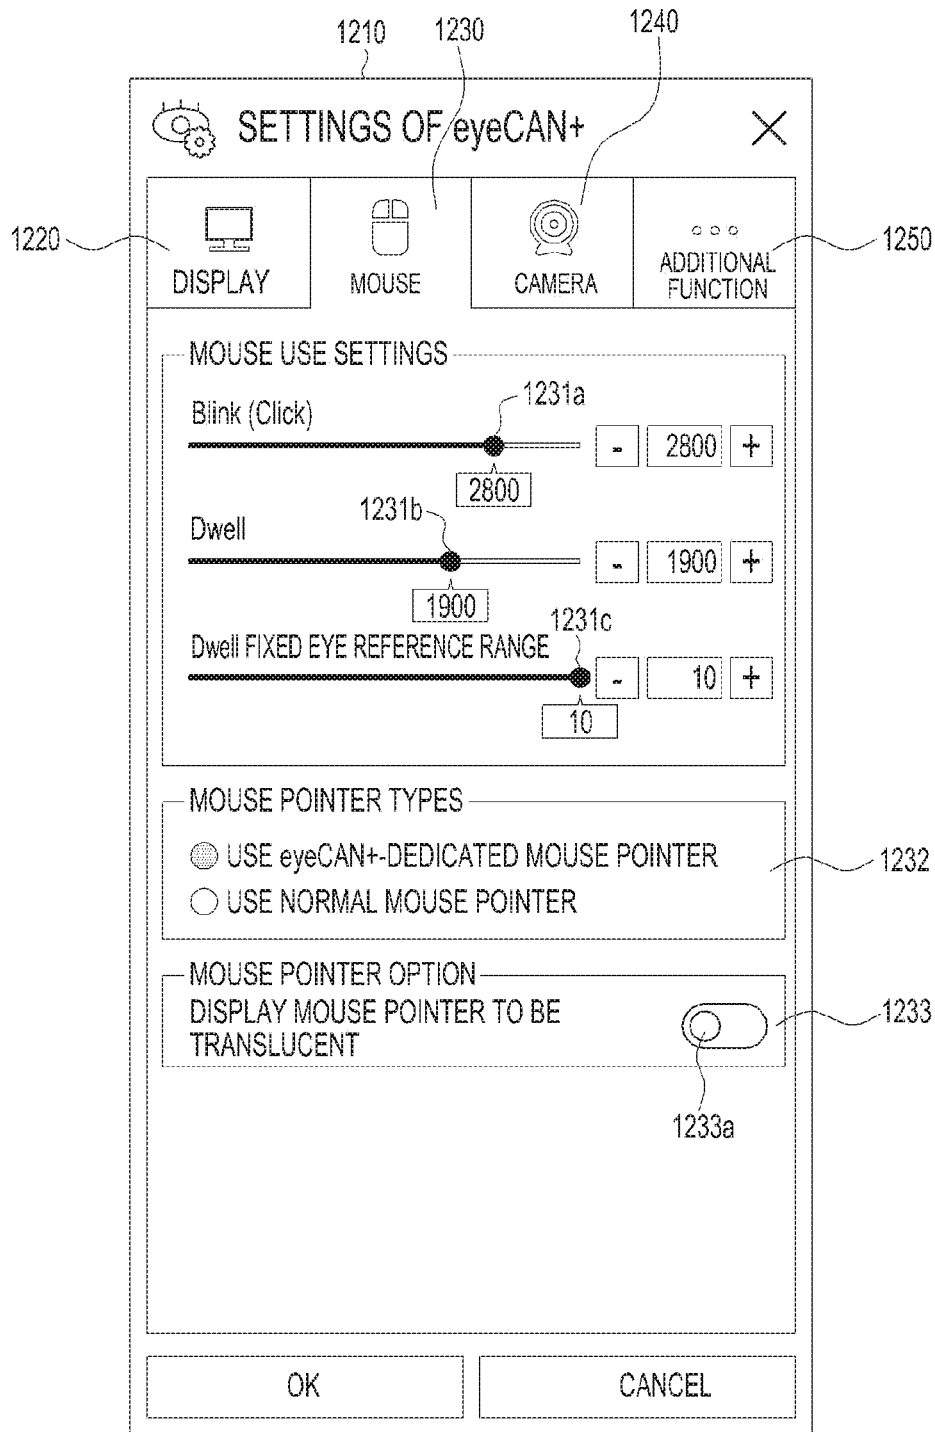 1210
1230
1240
SETTINGS OF eyeCAN+
1220
DISPLAY
MOUSE
CAMERA
ADDITIONAL
FUNCTION
1250
MOUSE USE SETTINGS
Blink (Click)
1231a
- 2800 +
2800
1231b
Dwell
- 1900 +
1900
1231c
Dwell FIXED EYE REFERENCE RANGE
- 10 +
10
MOUSE POINTER TYPES
USE eyeCAN+-DEDICATED MOUSE POINTER
1232
USE NORMAL MOUSE POINTER
MOUSE POINTER OPTION
DISPLAY MOUSE POINTER TO BE
TRANSLUCENT
1233
1233a
OK
CANCEL